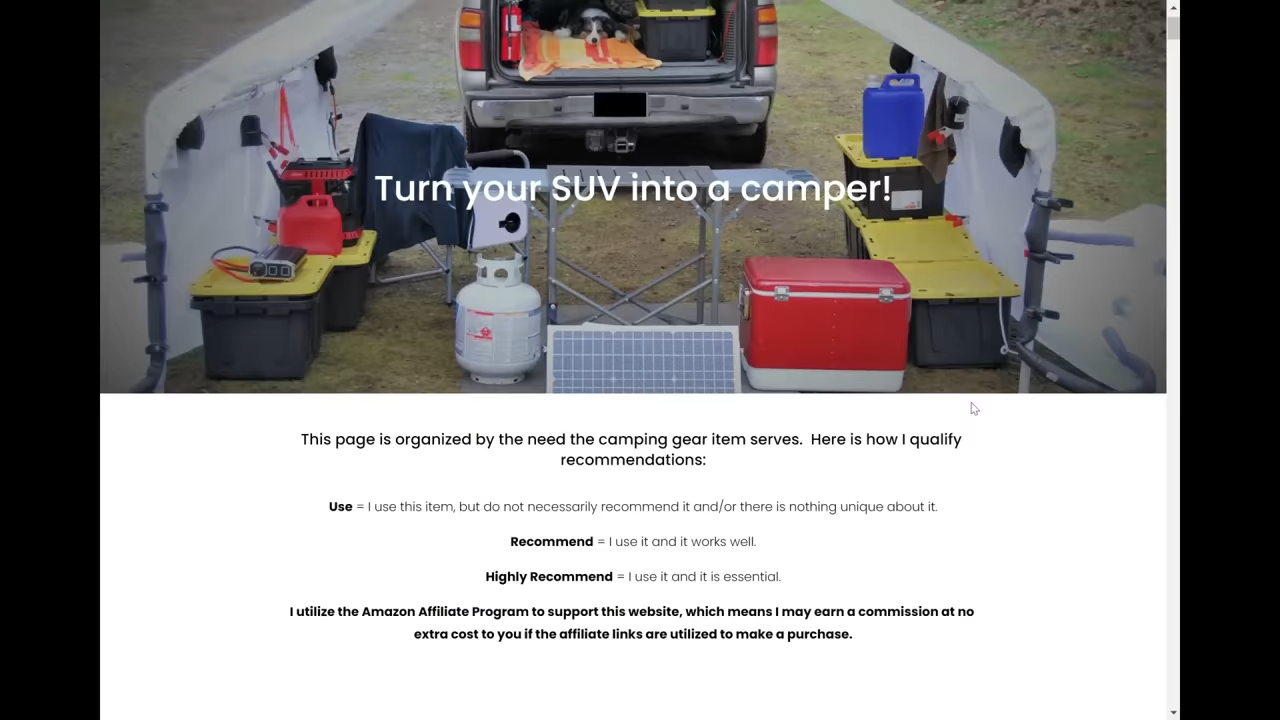 Turn your SUV into a camper!
This page is organized by the need the camping gear item serves.  Here is how I qualify
recommendations:
Use = I use this item, but do not necessarily recommend it and/or there is nothing unique about it.
Recommend = I use it and it works well.
Highly Recommend = I use it and it is essential.
I utilize the Amazon Affiliate Program to support this website, which means I may earn a commission at no
extra cost to you if the affiliate links are utilized to make a purchase.